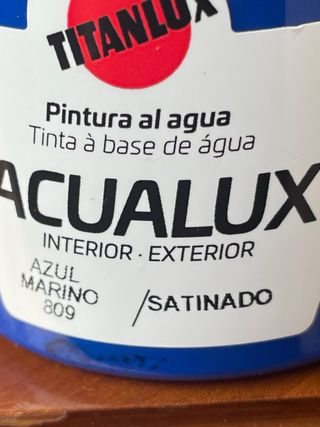 TITANLUX
Pintura al agua
Tinta à base de água
ACUALUX
INTERIOR · EXTERIOR
AZUL
MARINO /SATINADO
809